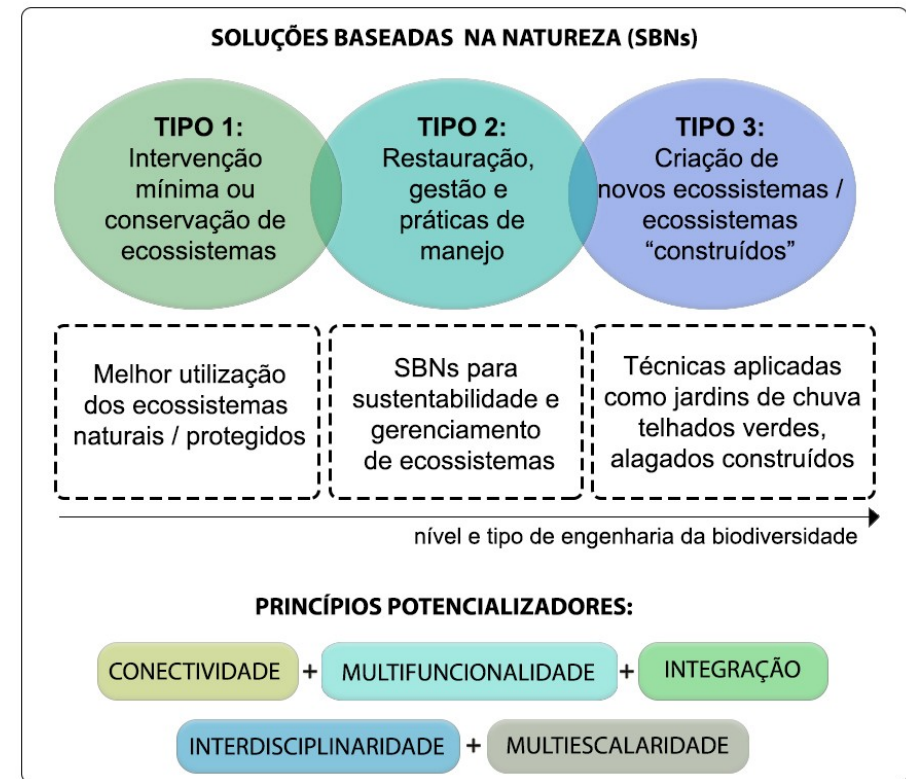 SOLUÇÕES BASEADAS NA NATUREZA (SBNs)
TIPO 1:
Intervenção
mínima ou
conservação de
ecossistemas
TIPO 2:
Restauração,
gestão e
práticas de
manejo
TIPO 3:
Criação de
novos ecossistemas /
ecossistemas
“construídos”
Melhor utilização
dos ecossistemas
naturais / protegidos
SBNs para
sustentabilidade e
gerenciamento
de ecossistemas
Técnicas aplicadas
como jardins de chuva
telhados verdes,
alagados construídos
nível e tipo de engenharia da biodiversidade
PRINCÍPIOS POTENCIALIZADORES:
CONECTIVIDADE + MULTIFUNCIONALIDADE + INTEGRAÇÃO
INTERDISCIPLINARIDADE + MULTIESCALARIDADE